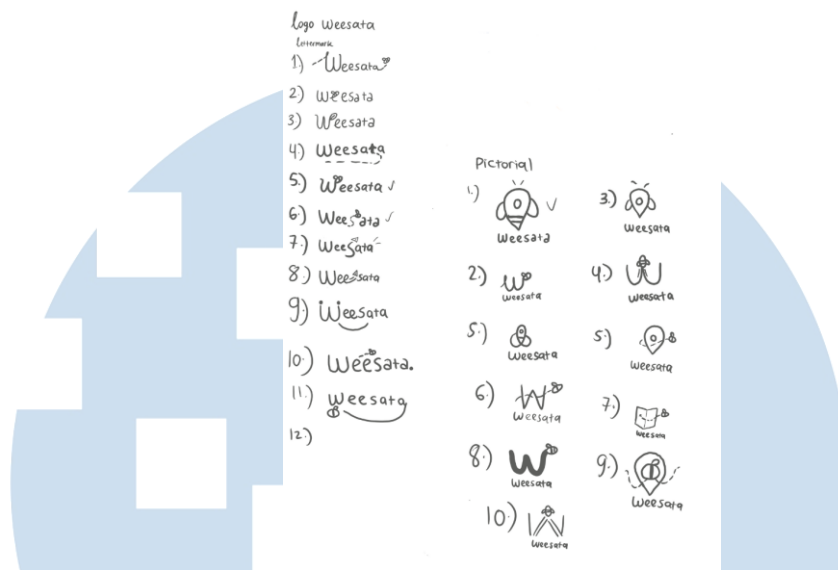 Logo Weesata
Lettermark
1.) Weesata
2.) Weesata
3.) Weesata
4.) Weesata
5.) Weesata ✓
6.) Weesata ✓
7.) Weesata
8.) Weesata
9.) Weesata
10.) Weesata.
11.) Weesata
12.)
Pictorial
1.) ✓
Weesata
3.)
Weesata
2.) W
Weesata
4.) W
Weesata
5.)
Weesata
5.)
Weesata
6.) W
Weesata
7.)
Weesata
8.) W
Weesata
9.)
Weesata
10.) W
Weesata